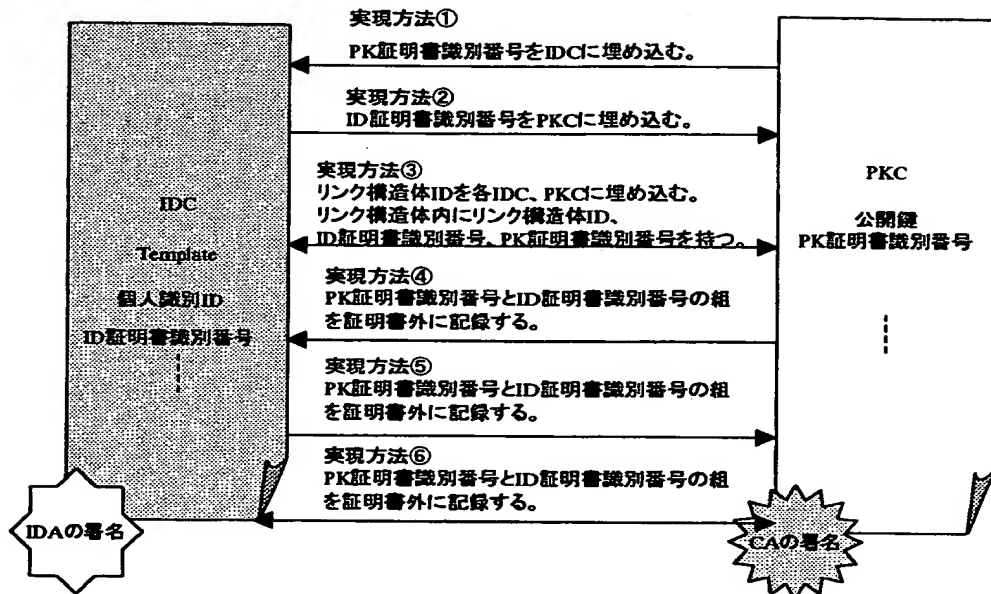 実現方法①
PK証明書識別番号をIDCに埋め込む。
実現方法②
ID証明書識別番号をPKCに埋め込む。
実現方法③
リンク構造体IDを各IDC、PKCに埋め込む。
リンク構造体内にリンク構造体ID、
ID証明書識別番号、PK証明書識別番号を持つ。
実現方法④
PK証明書識別番号とID証明書識別番号の組
を証明書外に記録する。
実現方法⑤
PK証明書識別番号とID証明書識別番号の組
を証明書外に記録する。
実現方法⑥
PK証明書識別番号とID証明書識別番号の組
を証明書外に記録する。
IDC
Template
個人識別ID
ID証明書識別番号
IDAの署名
PKC
公開鍵
PK証明書識別番号
CAの署名